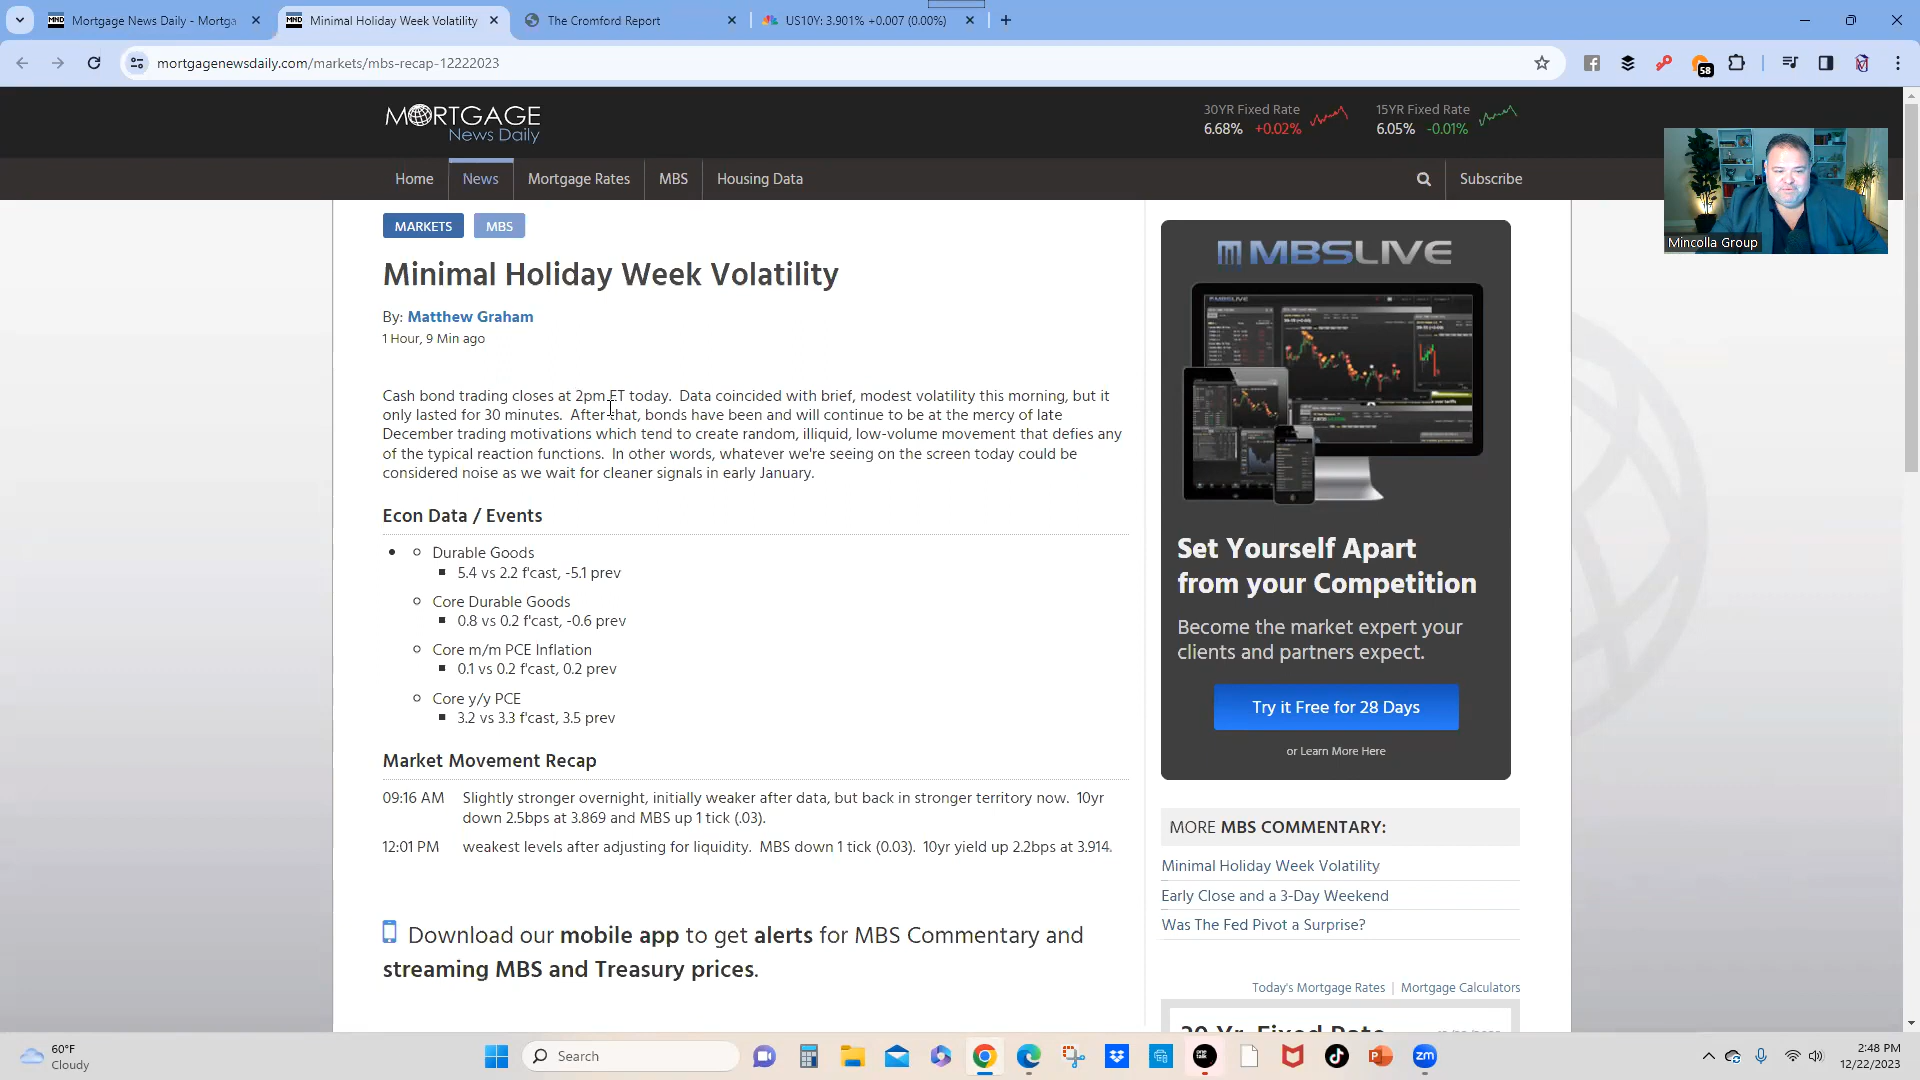 Mortgage News Daily - Mortga
Minimal Holiday Week Volatility
The Cromford Report
US10Y: 3.901% +0.007 (0.00%)
mortgagenewsdaily.com/markets/mbs-recap-12222023
58
MORTGAGE
News Daily
30YR Fixed Rate
6.68% +0.02%
15YR Fixed Rate
6.05% -0.01%
Home
News
Mortgage Rates
MBS
Housing Data
Subscribe
Mincolla Group
MARKETS
MBS
Minimal Holiday Week Volatility
By: Matthew Graham
1 Hour, 9 Min ago
Cash bond trading closes at 2pm ET today. Data coincided with brief, modest volatility this morning, but it
only lasted for 30 minutes. After that, bonds have been and will continue to be at the mercy of late
December trading motivations which tend to create random, illiquid, low-volume movement that defies any
of the typical reaction functions. In other words, whatever we're seeing on the screen today could be
considered noise as we wait for cleaner signals in early January.
Econ Data / Events
Durable Goods
5.4 vs 2.2 f'cast, -5.1 prev
Core Durable Goods
0.8 vs 0.2 f'cast, -0.6 prev
Core m/m PCE Inflation
0.1 vs 0.2 f'cast, 0.2 prev
Core y/y PCE
3.2 vs 3.3 f'cast, 3.5 prev
Market Movement Recap
09:16 AM Slightly stronger overnight, initially weaker after data, but back in stronger territory now. 10yr
down 2.5bps at 3.869 and MBS up 1 tick (.03).
12:01 PM weakest levels after adjusting for liquidity. MBS down 1 tick (0.03). 10yr yield up 2.2bps at 3.914.
Download our mobile app to get alerts for MBS Commentary and
streaming MBS and Treasury prices.
MBSLIVE
Set Yourself Apart
from your Competition
Become the market expert your
clients and partners expect.
Try it Free for 28 Days
or Learn More Here
MORE MBS COMMENTARY:
Minimal Holiday Week Volatility
Early Close and a 3-Day Weekend
Was The Fed Pivot a Surprise?
Today's Mortgage Rates | Mortgage Calculators
30 Yr. Fixed Rate
60°F
Cloudy
Search
zm
2:48 PM
12/22/2023